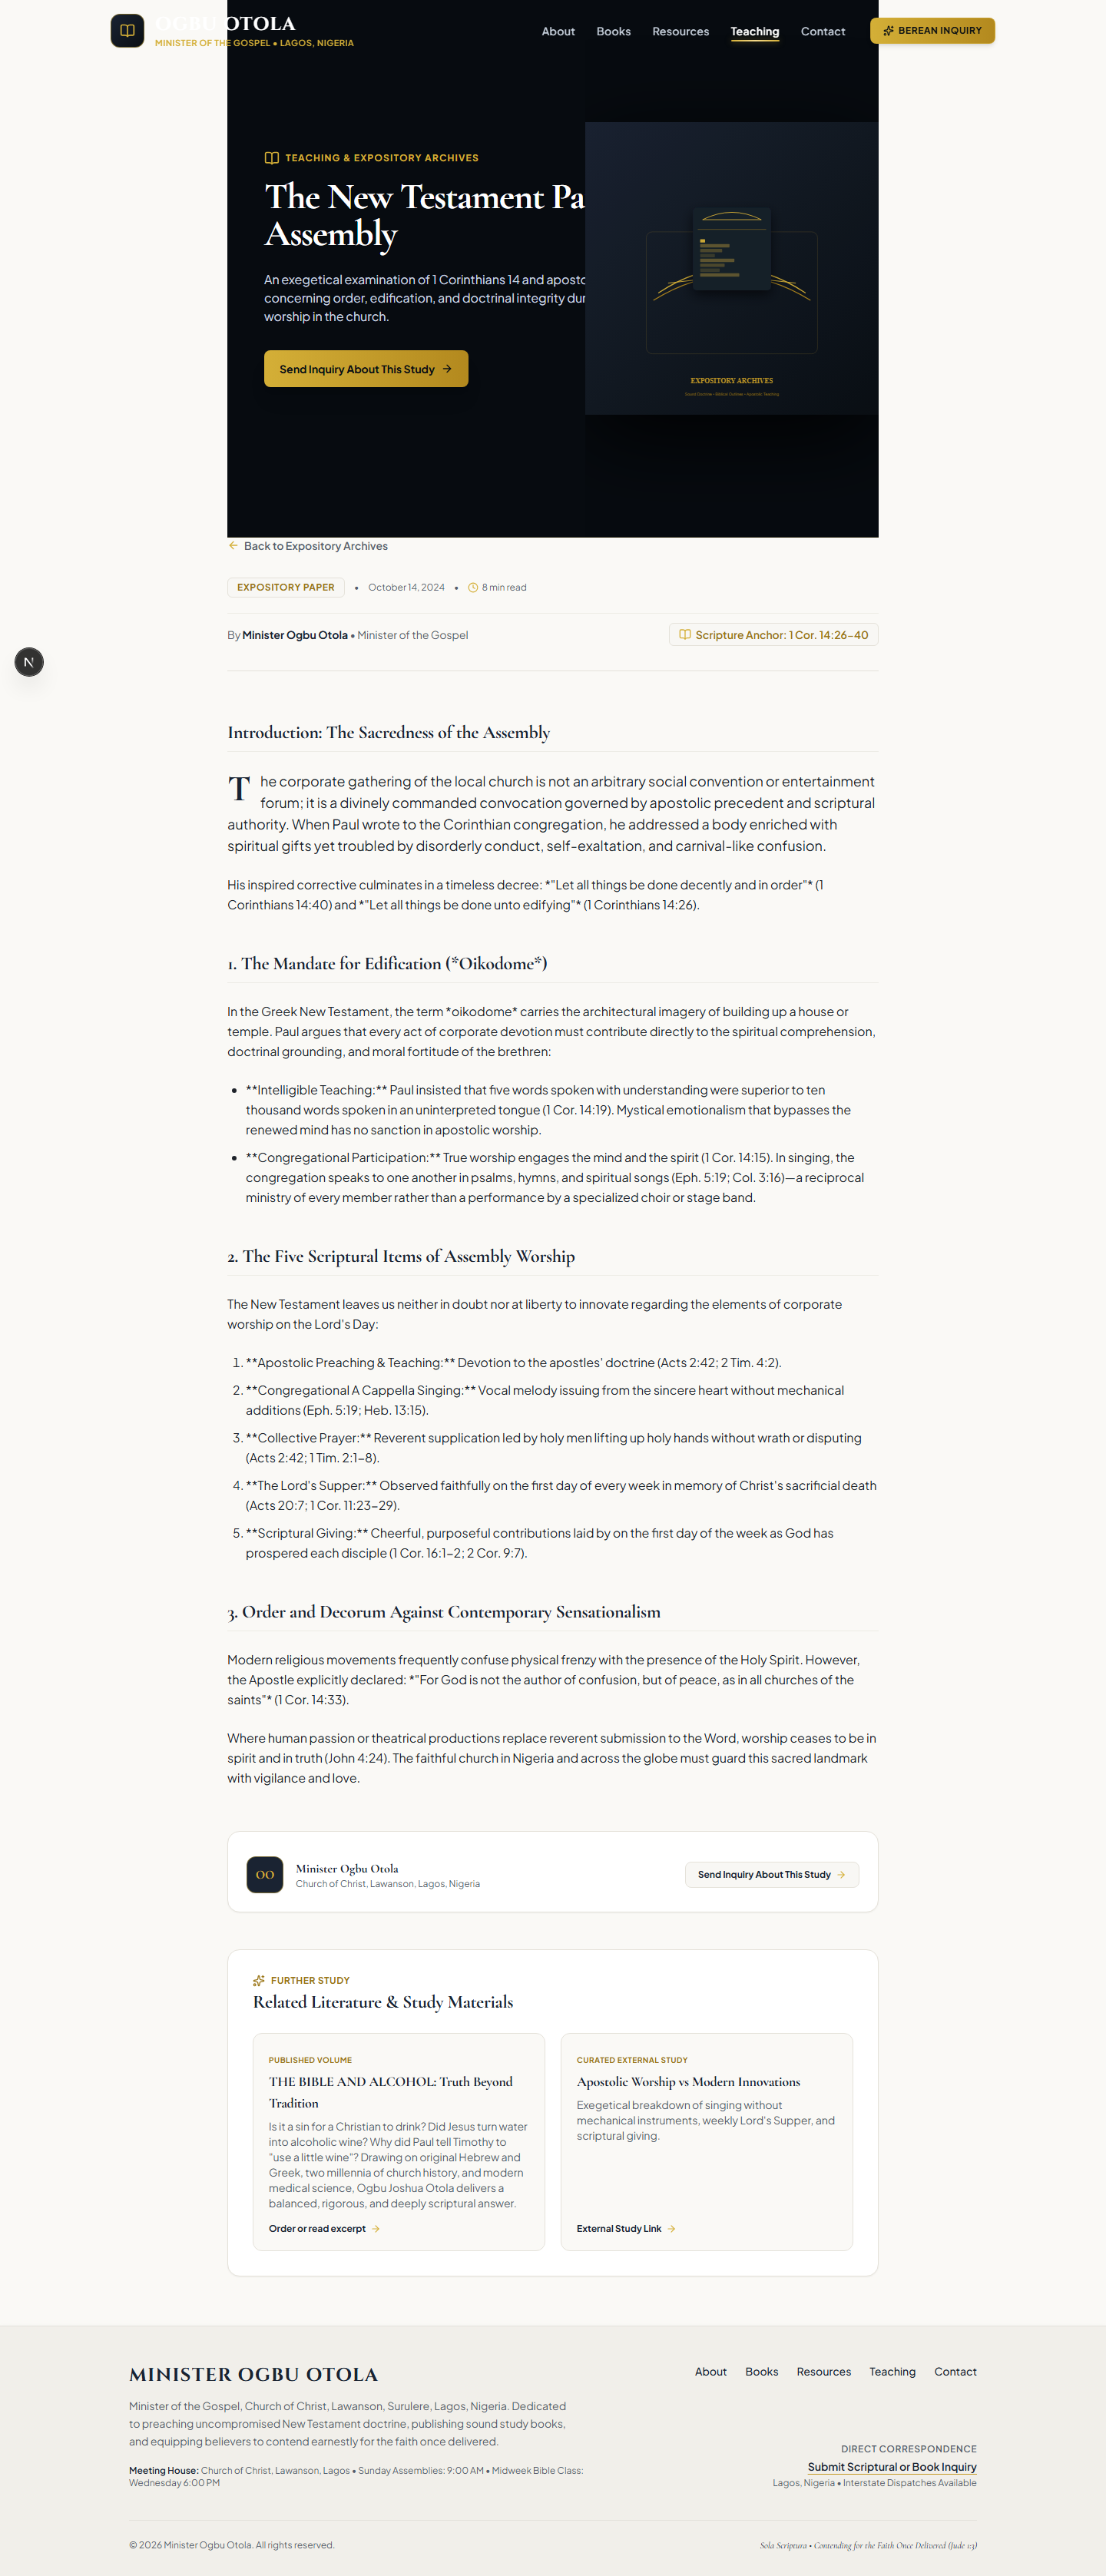 OGBU OTOLA
MINISTER OF THE GOSPEL • LAGOS, NIGERIA
About
Books
Resources
Teaching
Contact
BEREAN INQUIRY
TEACHING & EXPOSITORY ARCHIVES
The New Testament Pa
Assembly
An exegetical examination of 1 Corinthians 14 and aposto
concerning order, edification, and doctrinal integrity dur
worship in the church.
Send Inquiry About This Study
EXPOSITORY ARCHIVES
Back to Expository Archives
EXPOSITORY PAPER • October 14, 2024 • 8 min read
By Minister Ogbu Otola • Minister of the Gospel
Scripture Anchor: 1 Cor. 14:26–40
N
Introduction: The Sacredness of the Assembly
The corporate gathering of the local church is not an arbitrary social convention or entertainment
forum; it is a divinely commanded convocation governed by apostolic precedent and scriptural
authority. When Paul wrote to the Corinthian congregation, he addressed a body enriched with
spiritual gifts yet troubled by disorderly conduct, self-exaltation, and carnival-like confusion.
His inspired corrective culminates in a timeless decree: *"Let all things be done decently and in order"* (1
Corinthians 14:40) and *"Let all things be done unto edifying"* (1 Corinthians 14:26).
1. The Mandate for Edification (*Oikodome*)
In the Greek New Testament, the term *oikodome* carries the architectural imagery of building up a house or
temple. Paul argues that every act of corporate devotion must contribute directly to the spiritual comprehension,
doctrinal grounding, and moral fortitude of the brethren:
• **Intelligible Teaching:** Paul insisted that five words spoken with understanding were superior to ten
thousand words spoken in an uninterpreted tongue (1 Cor. 14:19). Mystical emotionalism that bypasses the
renewed mind has no sanction in apostolic worship.
• **Congregational Participation:** True worship engages the mind and the spirit (1 Cor. 14:15). In singing, the
congregation speaks to one another in psalms, hymns, and spiritual songs (Eph. 5:19; Col. 3:16)—a reciprocal
ministry of every member rather than a performance by a specialized choir or stage band.
2. The Five Scriptural Items of Assembly Worship
The New Testament leaves us neither in doubt nor at liberty to innovate regarding the elements of corporate
worship on the Lord's Day:
1. **Apostolic Preaching & Teaching:** Devotion to the apostles' doctrine (Acts 2:42; 2 Tim. 4:2).
2. **Congregational A Cappella Singing:** Vocal melody issuing from the sincere heart without mechanical
additions (Eph. 5:19; Heb. 13:15).
3. **Collective Prayer:** Reverent supplication led by holy men lifting up holy hands without wrath or disputing
(Acts 2:42; 1 Tim. 2:1–8).
4. **The Lord's Supper:** Observed faithfully on the first day of every week in memory of Christ's sacrificial death
(Acts 20:7; 1 Cor. 11:23–29).
5. **Scriptural Giving:** Cheerful, purposeful contributions laid by on the first day of the week as God has
prospered each disciple (1 Cor. 16:1–2; 2 Cor. 9:7).
3. Order and Decorum Against Contemporary Sensationalism
Modern religious movements frequently confuse physical frenzy with the presence of the Holy Spirit. However,
the Apostle explicitly declared: *"For God is not the author of confusion, but of peace, as in all churches of the
saints"* (1 Cor. 14:33).
Where human passion or theatrical productions replace reverent submission to the Word, worship ceases to be in
spirit and in truth (John 4:24). The faithful church in Nigeria and across the globe must guard this sacred landmark
with vigilance and love.
OO
Minister Ogbu Otola
Church of Christ, Lawanson, Lagos, Nigeria
Send Inquiry About This Study
FURTHER STUDY
Related Literature & Study Materials
PUBLISHED VOLUME
THE BIBLE AND ALCOHOL: Truth Beyond
Tradition
Is it a sin for a Christian to drink? Did Jesus turn water
into alcoholic wine? Why did Paul tell Timothy to
"use a little wine"? Drawing on original Hebrew and
Greek, two millennia of church history, and modern
medical science, Ogbu Joshua Otola delivers a
balanced, rigorous, and deeply scriptural answer.
Order or read excerpt
CURATED EXTERNAL STUDY
Apostolic Worship vs Modern Innovations
Exegetical breakdown of singing without
mechanical instruments, weekly Lord's Supper, and
scriptural giving.
External Study Link
MINISTER OGBU OTOLA
Minister of the Gospel, Church of Christ, Lawanson, Surulere, Lagos, Nigeria. Dedicated
to preaching uncompromised New Testament doctrine, publishing sound study books,
and equipping believers to contend earnestly for the faith once delivered.
Meeting House: Church of Christ, Lawanson, Lagos • Sunday Assemblies: 9:00 AM • Midweek Bible Class:
Wednesday 6:00 PM
About
Books
Resources
Teaching
Contact
DIRECT CORRESPONDENCE
Submit Scriptural or Book Inquiry
Lagos, Nigeria • Interstate Dispatches Available
© 2026 Minister Ogbu Otola. All rights reserved.
Sola Scriptura • Contending for the Faith Once Delivered (Jude 1:3)